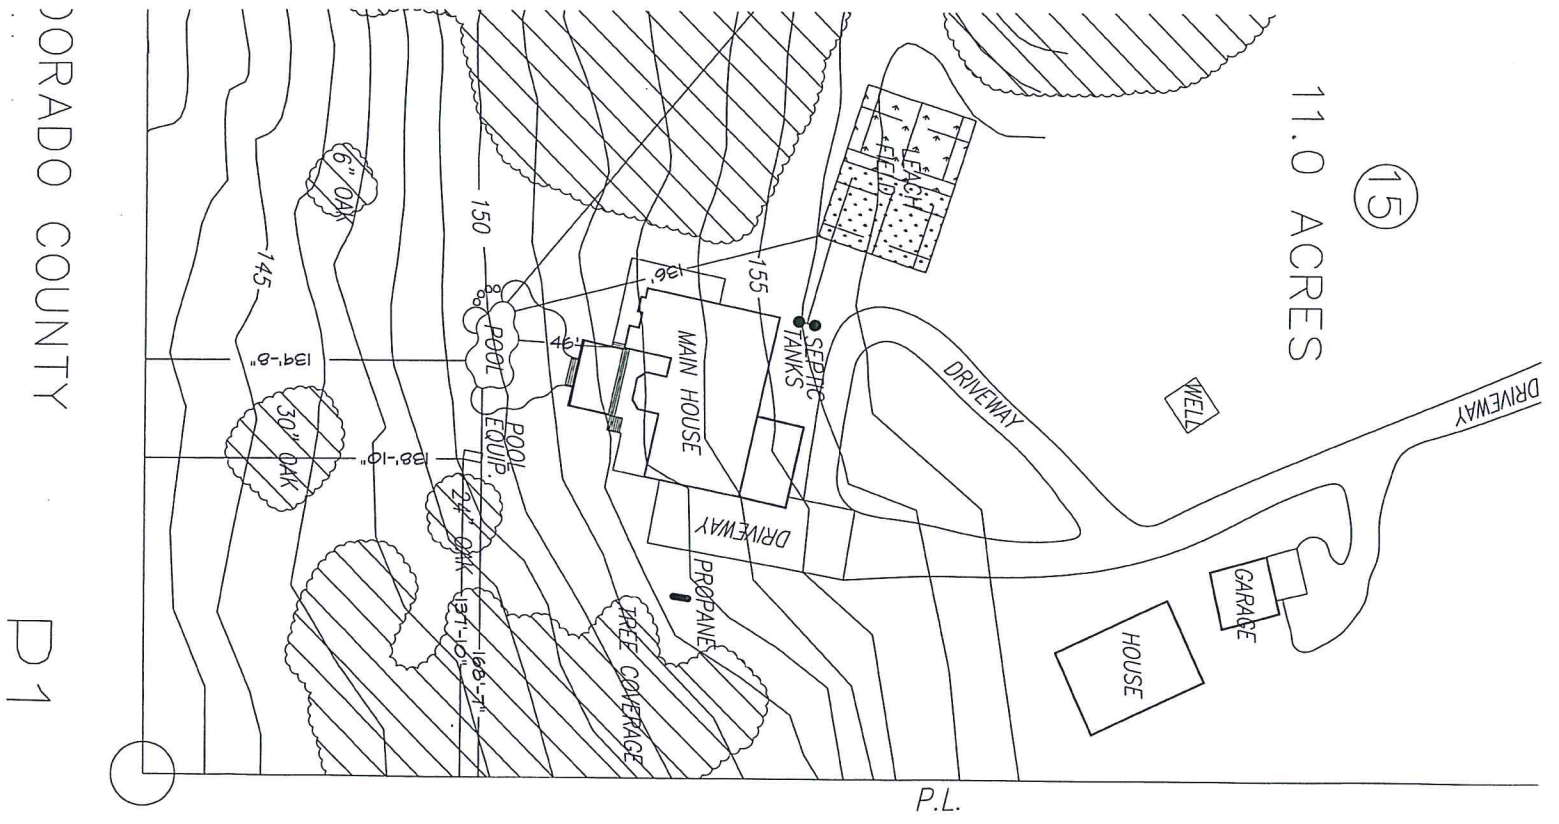 DORADO COUNTY
P 1
11.0 ACRES
15
LEACH
FIELD
6" OAK
150
145
155
136'
46'
POOL
MAIN HOUSE
SEPTIC
TANKS
DRIVEWAY
WELL
DRIVEWAY
139'-8"
30" OAK
138'-10"
POOL
EQUIP.
24" OAK
DRIVEWAY
PROPANE
GARAGE
HOUSE
TREE COVERAGE
137'-10"
168'-7"
P.L.